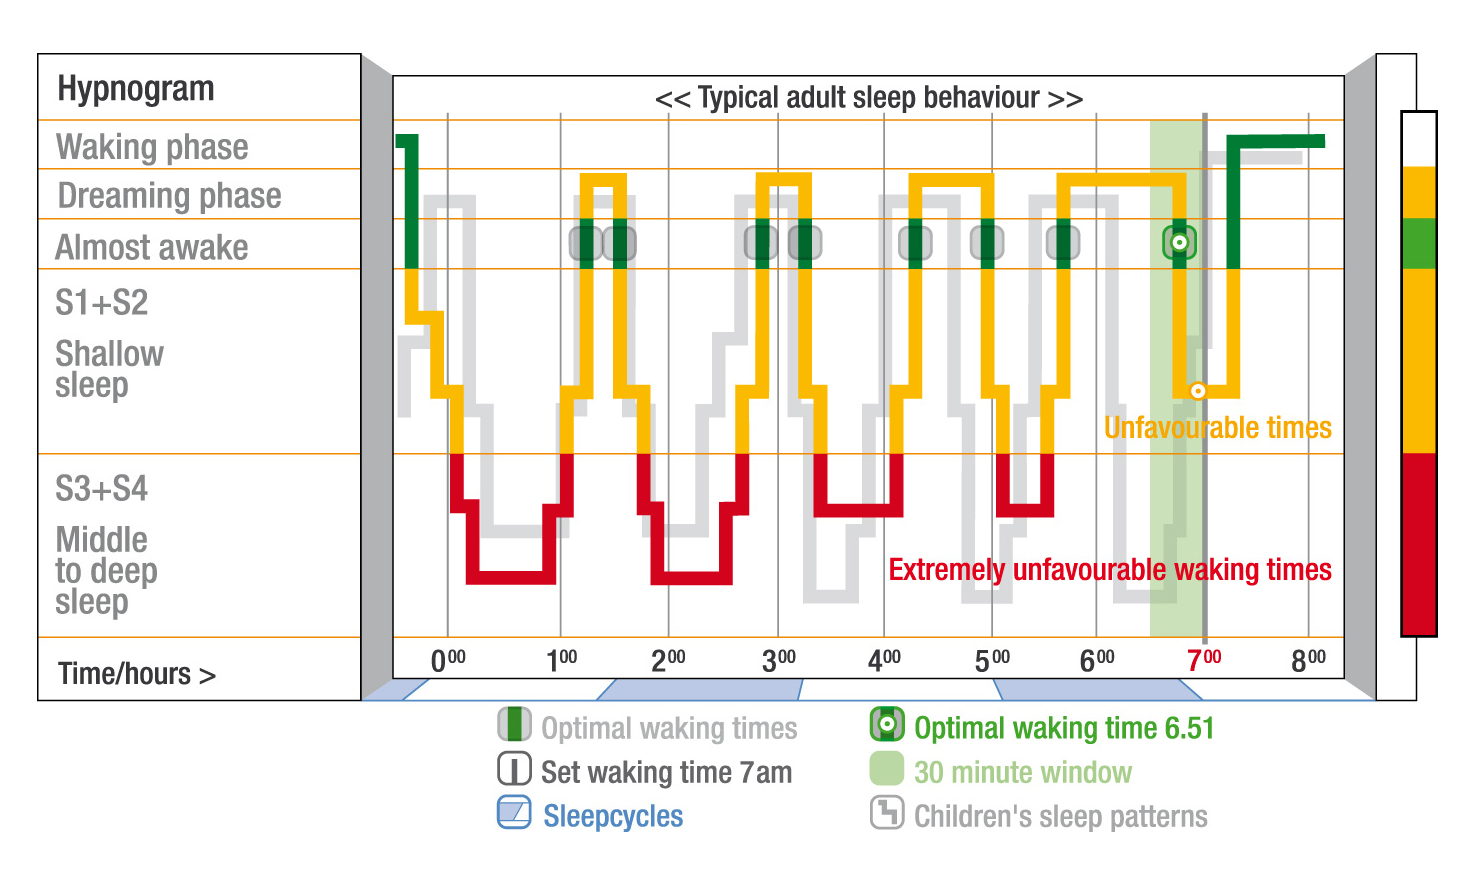 Hypnogram
<< Typical adult sleep behaviour >>
Waking phase
Dreaming phase
Almost awake
S1+S2
Shallow
sleep
Unfavourable times
S3+S4
Middle
to deep
sleep
Extremely unfavourable waking times
Time/hours >
0⁰⁰ 1⁰⁰ 2⁰⁰ 3⁰⁰ 4⁰⁰ 5⁰⁰ 6⁰⁰ 7⁰⁰ 8⁰⁰
Optimal waking times
Optimal waking time 6.51
Set waking time 7am
30 minute window
Sleepcycles
Children's sleep patterns